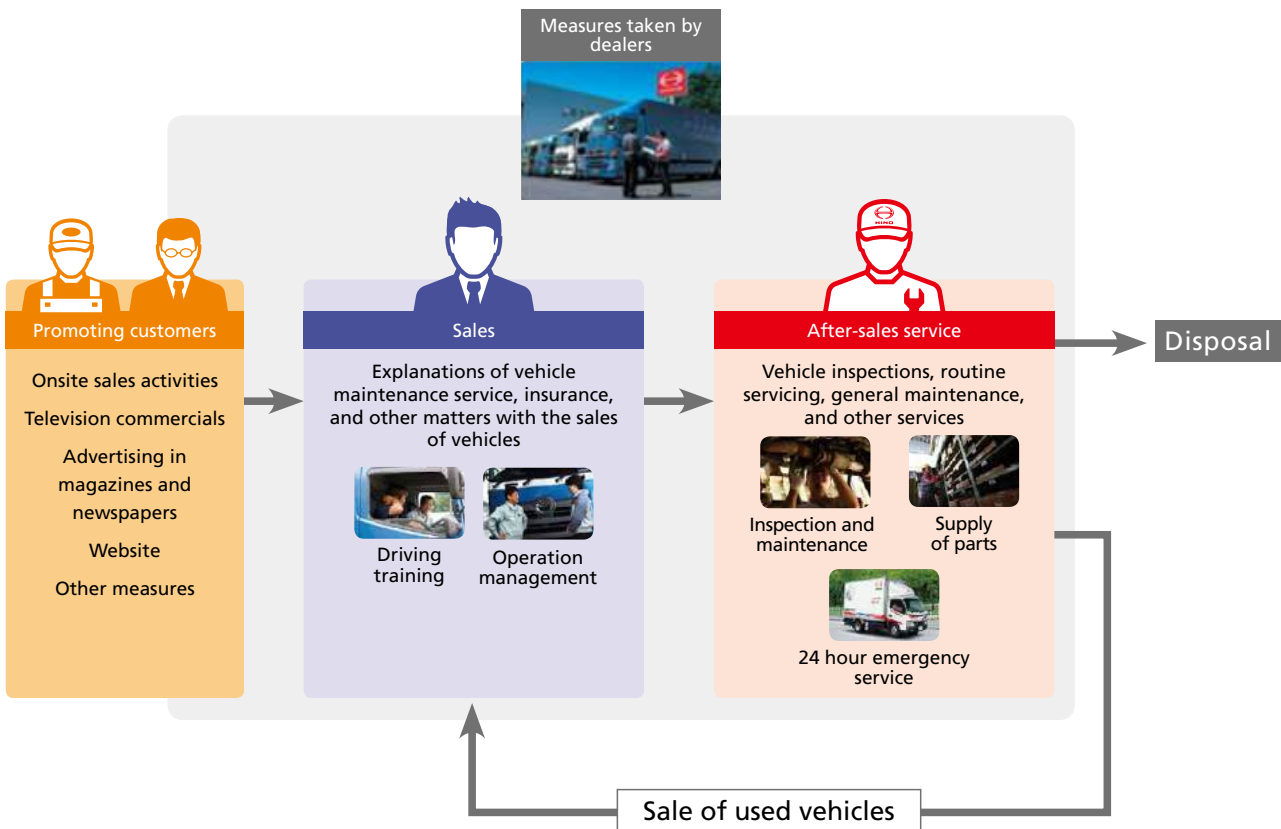 Measures taken by
dealers
Promoting customers
Onsite sales activities
Television commercials
Advertising in
magazines and
newspapers
Website
Other measures
Sales
Explanations of vehicle
maintenance service, insurance,
and other matters with the sales
of vehicles
Driving
training
Operation
management
HINO
After-sales service
Vehicle inspections, routine
servicing, general maintenance,
and other services
Inspection and
maintenance
Supply
of parts
24 hour emergency
service
Disposal
Sale of used vehicles